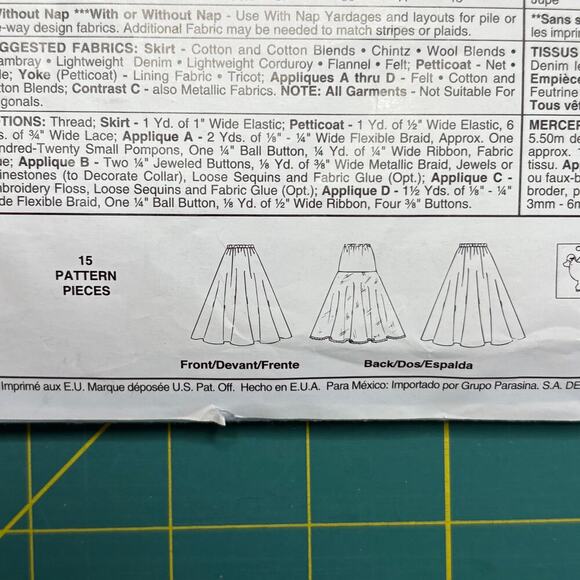 Without Nap ***With or Without Nap - Use With Nap Yardages and layouts for pile or
e-way design fabrics. Additional Fabric may be needed to match stripes or plaids.
GGESTED FABRICS: Skirt - Cotton and Cotton Blends • Chintz • Wool Blends •
ambray • Lightweight Denim • Lightweight Corduroy • Flannel • Felt; Petticoat - Net •
le; Yoke (Petticoat) - Lining Fabric • Tricot; Appliques A thru D - Felt • Cotton and
tton Blends; Contrast C - also Metallic Fabrics. NOTE: All Garments - Not Suitable For
agonals.
OTIONS: Thread; Skirt - 1 Yd. of 1" Wide Elastic; Petticoat - 1 Yd. of ½" Wide Elastic, 6
s. of ¾" Wide Lace; Applique A - 2 Yds. of ⅛" - ¼" Wide Flexible Braid, Approx. One
ndred-Twenty Small Pompons, One ¼" Ball Button, ¼ Yd. of ¼" Wide Ribbon, Fabric
ue; Applique B - Two ¼" Jeweled Buttons, ⅛ Yd. of ⅜" Wide Metallic Braid, Jewels or
inestones (to Decorate Collar), Loose Sequins and Fabric Glue (Opt.); Applique C -
broidery Floss, Loose Sequins and Fabric Glue (Opt.); Applique D - 1½ Yds. of ⅛" - ¼"
de Flexible Braid, One ¼" Ball Button, ⅛ Yd. of ½" Wide Ribbon, Four ⅜" Buttons.
Jupe
**Sans s
les imprim
TISSUS
Denim lé
Empièce
Feutrine
Tous vêt
MERCER
5.50m de
approx. 1
tissu. Ap
ou faux-b
broder, p
3mm - 6m
15
PATTERN
PIECES
Front/Devant/Frente
Back/Dos/Espalda
Imprimé aux E.U. Marque déposée U.S. Pat. Off. Hecho en E.U.A. Para México: Importado por Grupo Parasina. S.A. DE